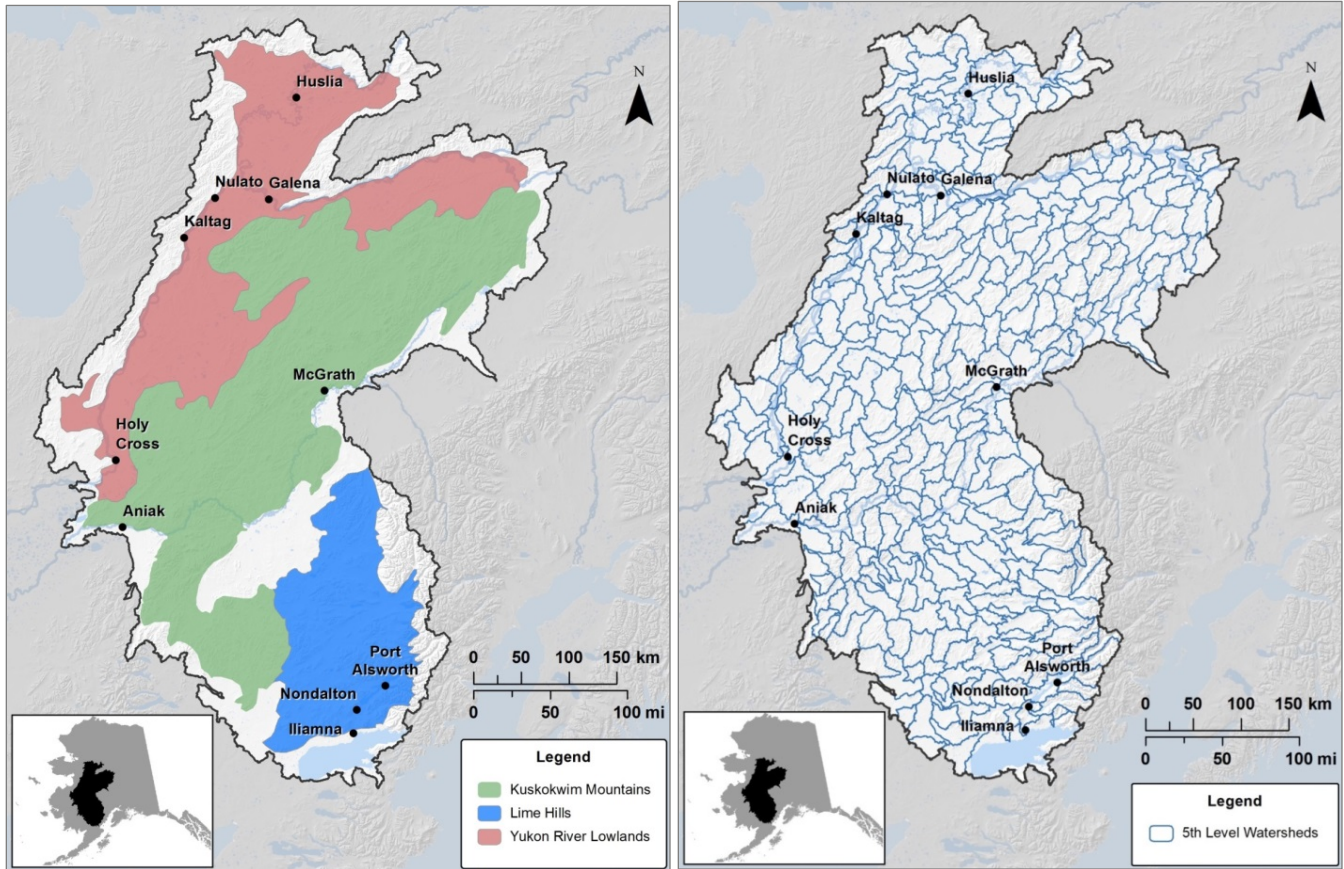 N
Huslia
Nulato
Galena
Kaltag
McGrath
Holy
Cross
Aniak
Port
Alsworth
Nondalton
Iliamna
0 50 100 150 km
0 50 100 mi
Legend
Kuskokwim Mountains
Lime Hills
Yukon River Lowlands
N
Huslia
Nulato
Galena
Kaltag
McGrath
Holy
Cross
Aniak
Port
Alsworth
Nondalton
Iliamna
0 50 100 150 km
0 50 100 mi
Legend
5th Level Watersheds